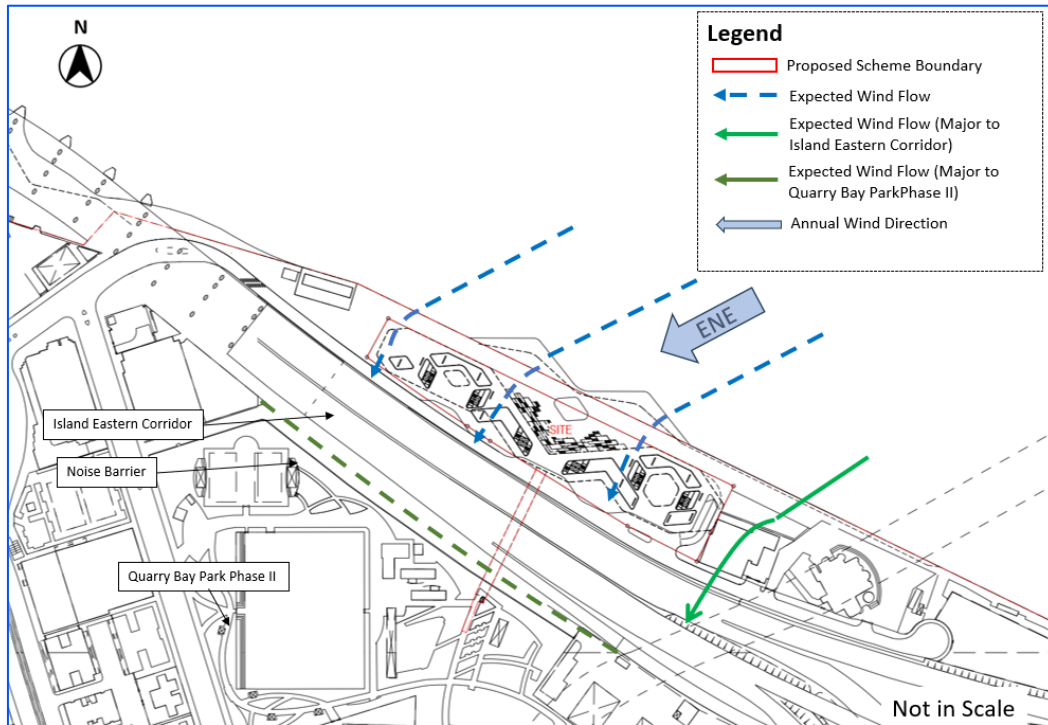 N
Legend
Proposed Scheme Boundary
Expected Wind Flow
Expected Wind Flow (Major to
Island Eastern Corridor)
Expected Wind Flow (Major to
Quarry Bay ParkPhase II)
Annual Wind Direction
ENE
SITE
Island Eastern Corridor
Noise Barrier
Quarry Bay Park Phase II
Not in Scale